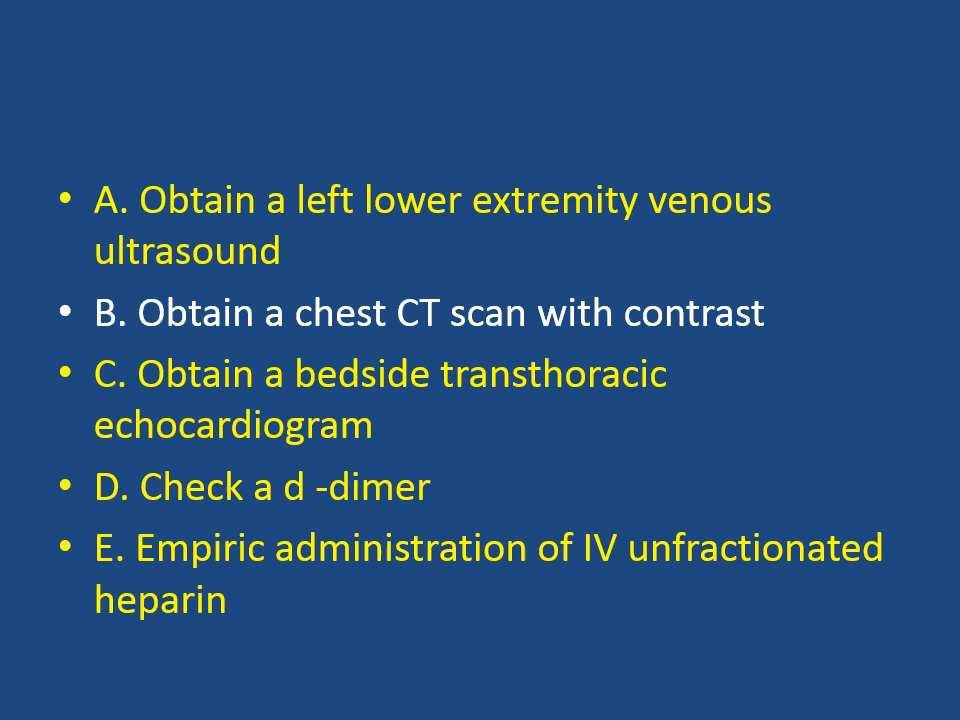 • A. Obtain a left lower extremity venous
ultrasound
• B. Obtain a chest CT scan with contrast
• C. Obtain a bedside transthoracic
echocardiogram
• D. Check a d -dimer
• E. Empiric administration of IV unfractionated
heparin